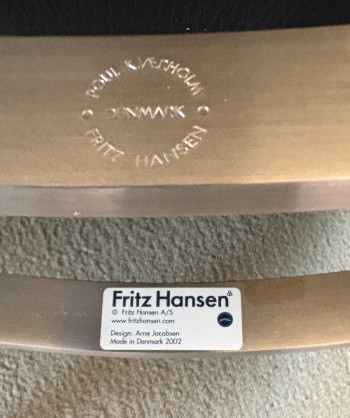 POUL KJÆRHOLM
• DENMARK •
FRITZ HANSEN
Fritz Hansen
© Fritz Hansen A/S
www.fritzhansen.com
Design: Arne Jacobsen
Made in Denmark 2002